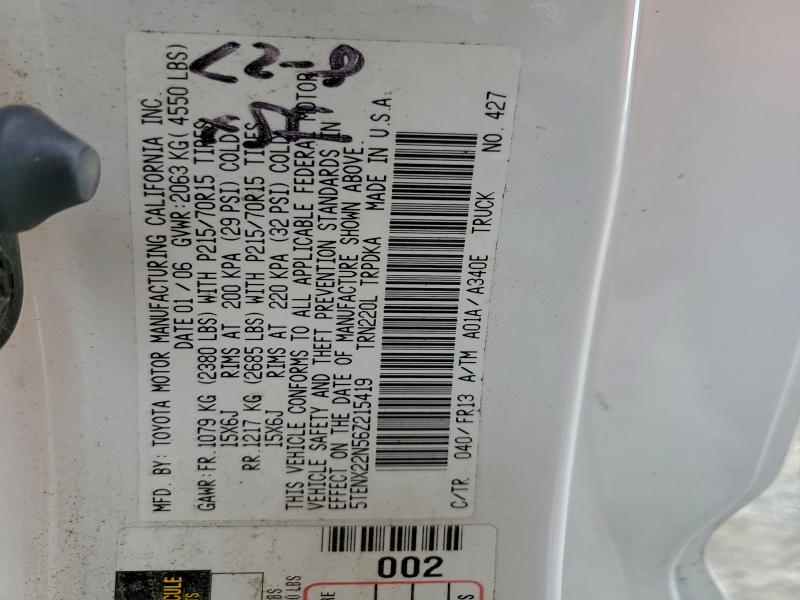 MFD. BY: TOYOTA MOTOR MANUFACTURING CALIFORNIA INC
DATE 01/06 GVWR: 2063 KG( 4550 LBS)
GAWR: FR. 1079 KG (2380 LBS) WITH P215/70R15 TIRES
15X6J RIMS AT 200 KPA (29 PSI) COLD
RR. 1217 KG (2685 LBS) WITH P215/70R15 TIRES
15X6J RIMS AT 220 KPA (32 PSI) COLD
THIS VEHICLE CONFORMS TO ALL APPLICABLE FEDERAL MOTOR
VEHICLE SAFETY AND THEFT PREVENTION STANDARDS IN
EFFECT ON THE DATE OF MANUFACTURE SHOWN ABOVE.
5TENX22N56Z215419 TRN220L TRPDKA MADE IN U.S.A
C/TR 040/FR13 A/TM A01A/A340E TRUCK NO. 427
002
LBS